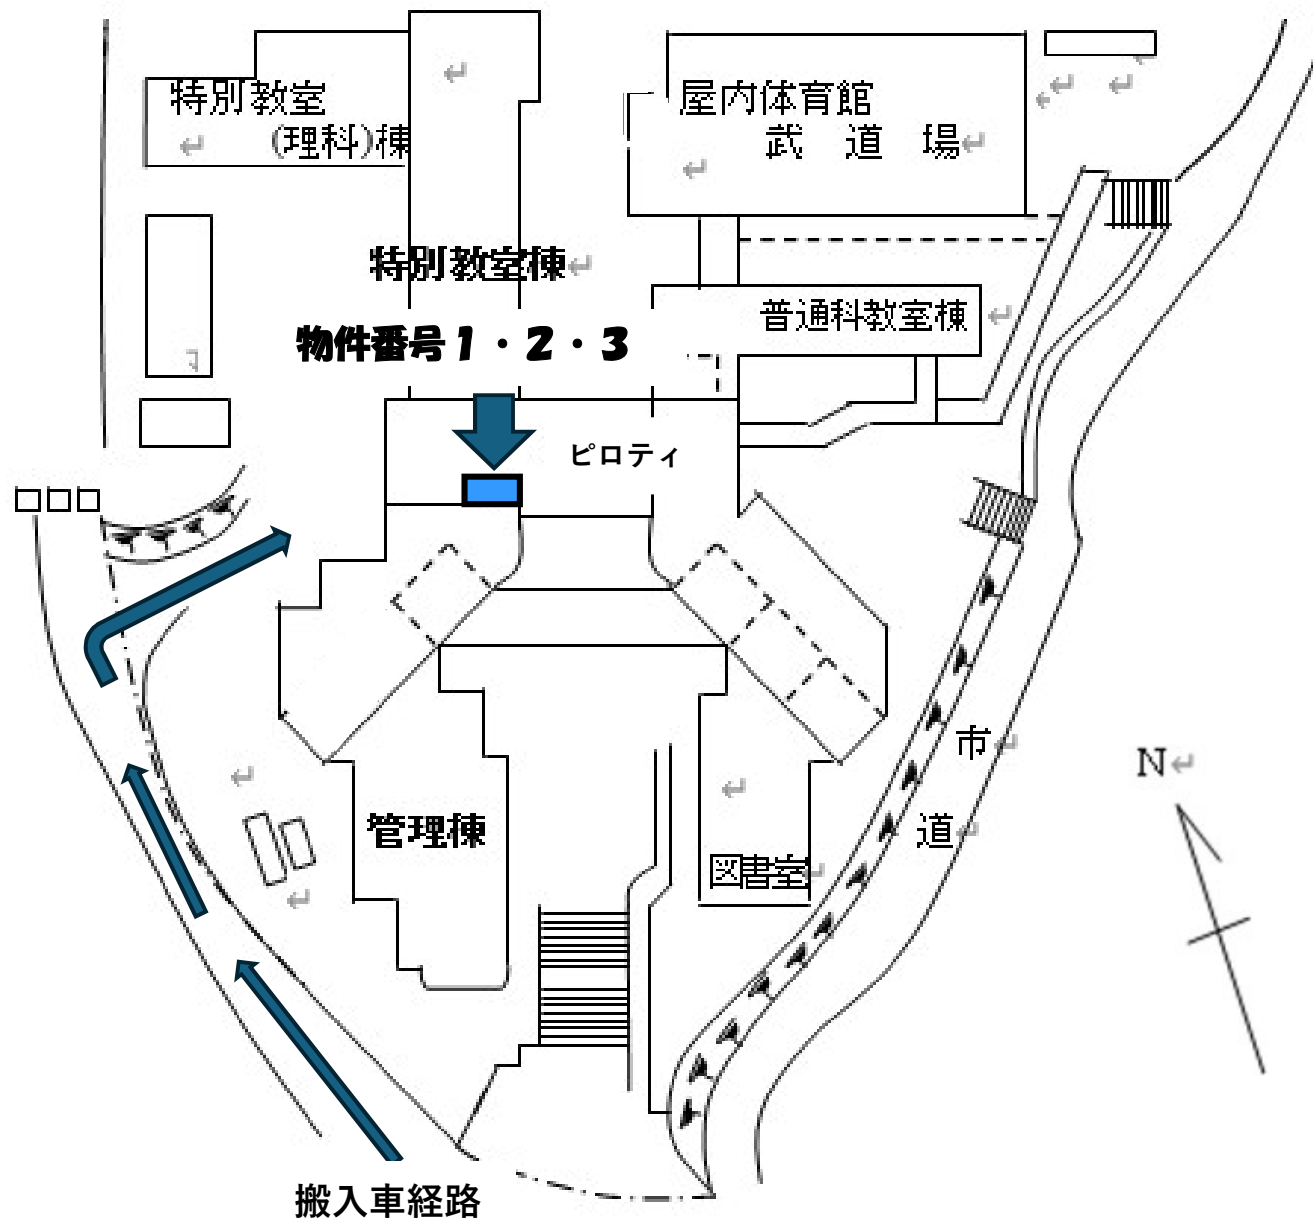 特別教室
(理科)棟
屋内体育館
武　道　場
特別教室棟
普通科教室棟
物件番号１・２・３
ピロティ
市
道
N
管理棟
図書室
搬入車経路